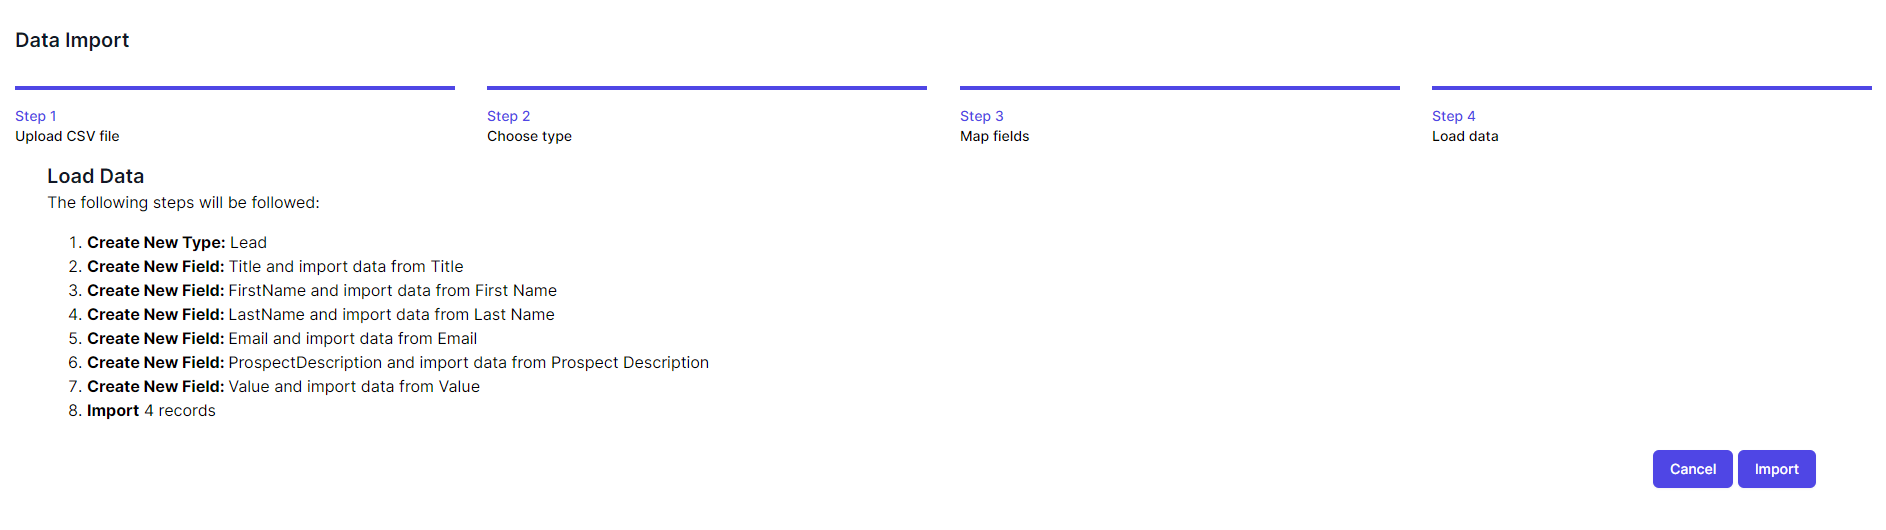 Data Import
Step 1
Upload CSV file
Step 2
Choose type
Step 3
Map fields
Step 4
Load data
Load Data
The following steps will be followed:
1. Create New Type: Lead
2. Create New Field: Title and import data from Title
3. Create New Field: FirstName and import data from First Name
4. Create New Field: LastName and import data from Last Name
5. Create New Field: Email and import data from Email
6. Create New Field: ProspectDescription and import data from Prospect Description
7. Create New Field: Value and import data from Value
8. Import 4 records
Cancel
Import